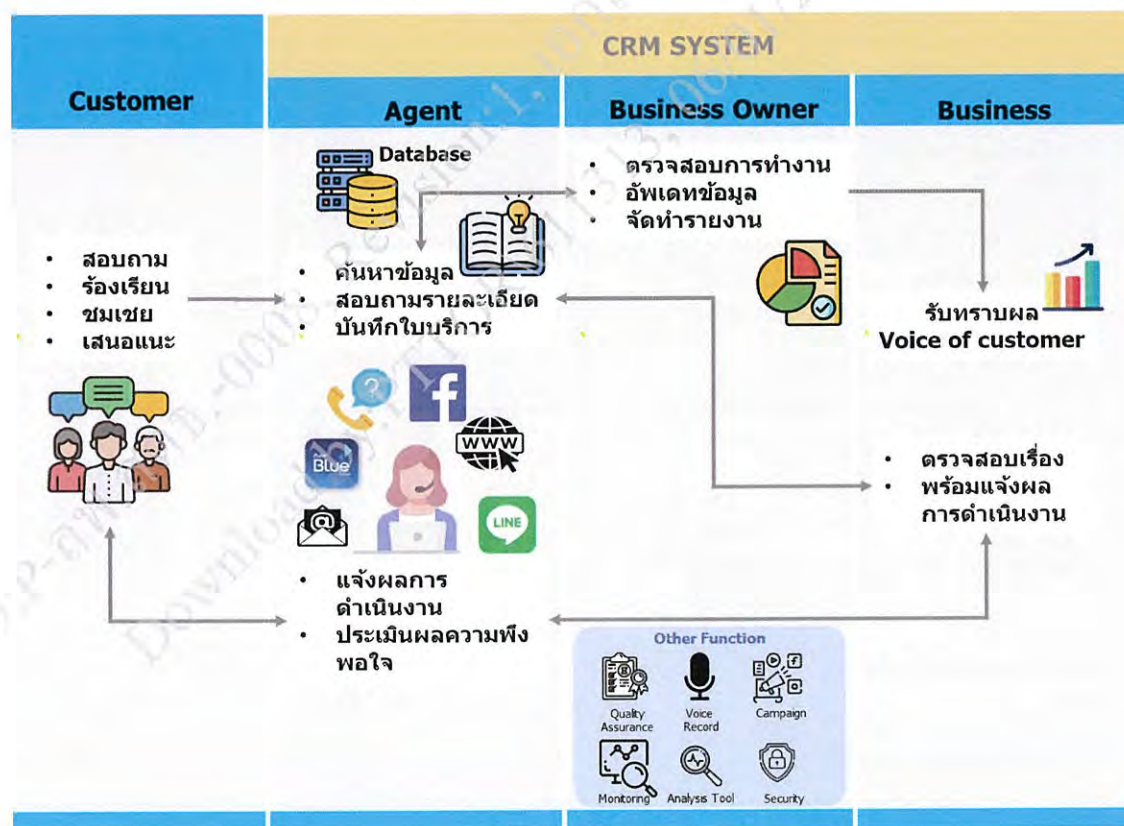 CRM SYSTEM
Customer
Agent
Business Owner
Business
Database
• ตรวจสอบการทำงาน
• อัพเดทข้อมูล
• จัดทำรายงาน
• สอบถาม
• ร้องเรียน
• ชมเชย
• เสนอแนะ
• ค้นหาข้อมูล
• สอบถามรายละเอียด
• บันทึกใบบริการ
รับทราบผล
Voice of customer
Blue
WWW
LINE
• ตรวจสอบเรื่อง
• พร้อมแจ้งผล
การดำเนินงาน
• แจ้งผลการ
ดำเนินงาน
• ประเมินผลความพึง
พอใจ
Other Function
Quality
Assurance
Voice
Record
Campaign
Monitoring
Analysis Tool
Security